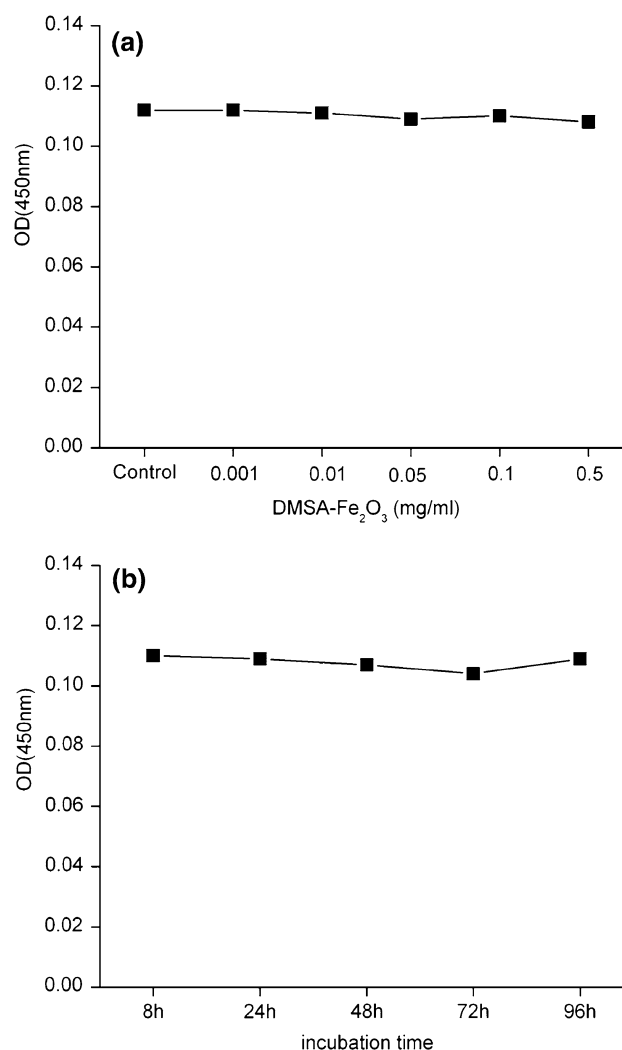 (a)
OD(450nm)
0.14
0.12
0.10
0.08
0.06
0.04
0.02
0.00
Control 0.001 0.01 0.05 0.1 0.5
DMSA-Fe₂O₃ (mg/ml)
(b)
OD(450nm)
0.14
0.12
0.10
0.08
0.06
0.04
0.02
0.00
8h 24h 48h 72h 96h
incubation time